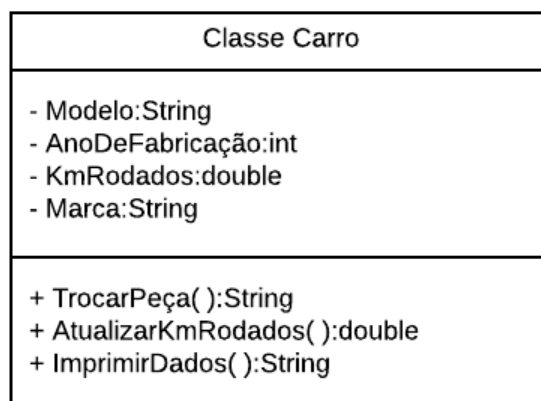 Classe Carro
- Modelo:String
- AnoDeFabricação:int
- KmRodados:double
- Marca:String
+ TrocarPeça( ):String
+ AtualizarKmRodados( ):double
+ ImprimirDados( ):String